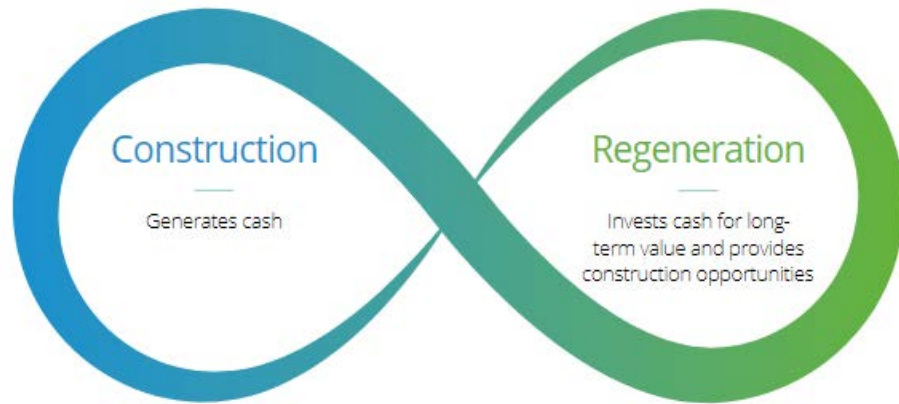 Construction
Generates cash
Regeneration
Invests cash for long-
term value and provides
construction opportunities